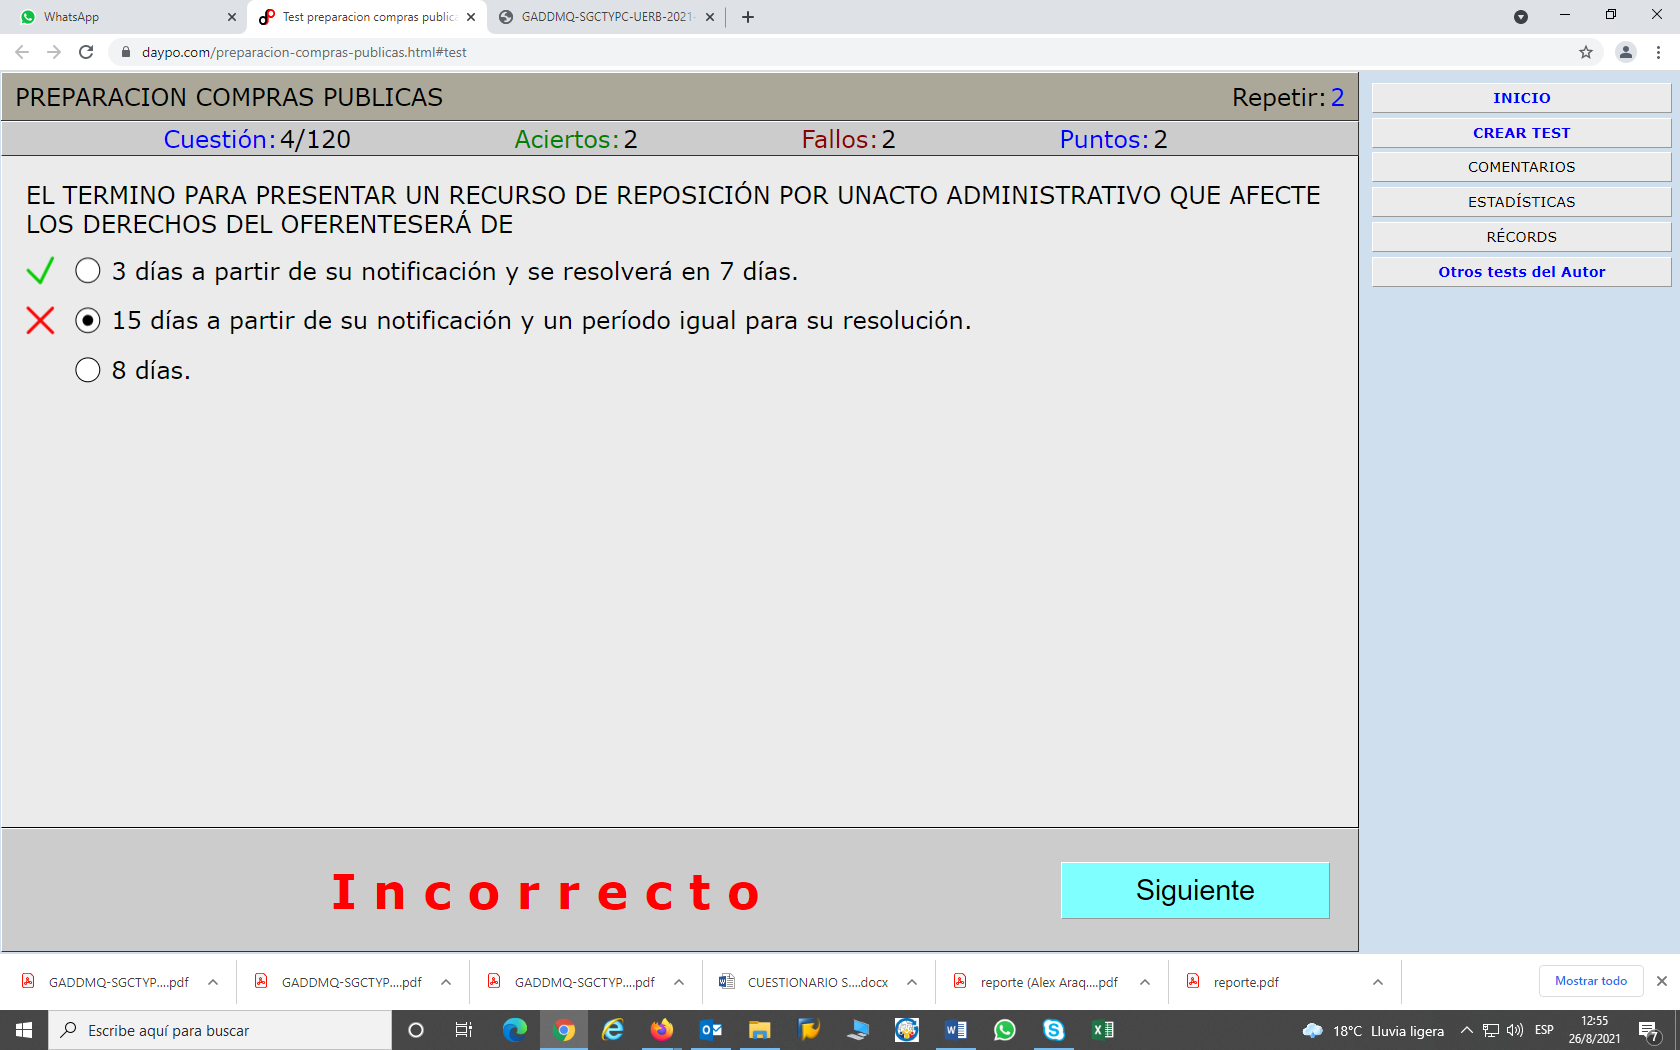 WhatsApp
Test preparacion compras publica
GADDMQ-SGCTYPC-UERB-2021-
daypo.com/preparacion-compras-publicas.html#test
PREPARACION COMPRAS PUBLICAS
Repetir: 2
Cuestión: 4/120
Aciertos: 2
Fallos: 2
Puntos: 2
EL TERMINO PARA PRESENTAR UN RECURSO DE REPOSICIÓN POR UNACTO ADMINISTRATIVO QUE AFECTE
LOS DERECHOS DEL OFERENTESERÁ DE
3 días a partir de su notificación y se resolverá en 7 días.
15 días a partir de su notificación y un período igual para su resolución.
8 días.
INICIO
CREAR TEST
COMENTARIOS
ESTADÍSTICAS
RÉCORDS
Otros tests del Autor
Incorrecto
Siguiente
GADDMQ-SGCTYP....pdf
GADDMQ-SGCTYP....pdf
GADDMQ-SGCTYP....pdf
CUESTIONARIO S....docx
reporte (Alex Araq....pdf
reporte.pdf
Mostrar todo
Escribe aquí para buscar
18°C Lluvia ligera
ESP
12:55
26/8/2021
7